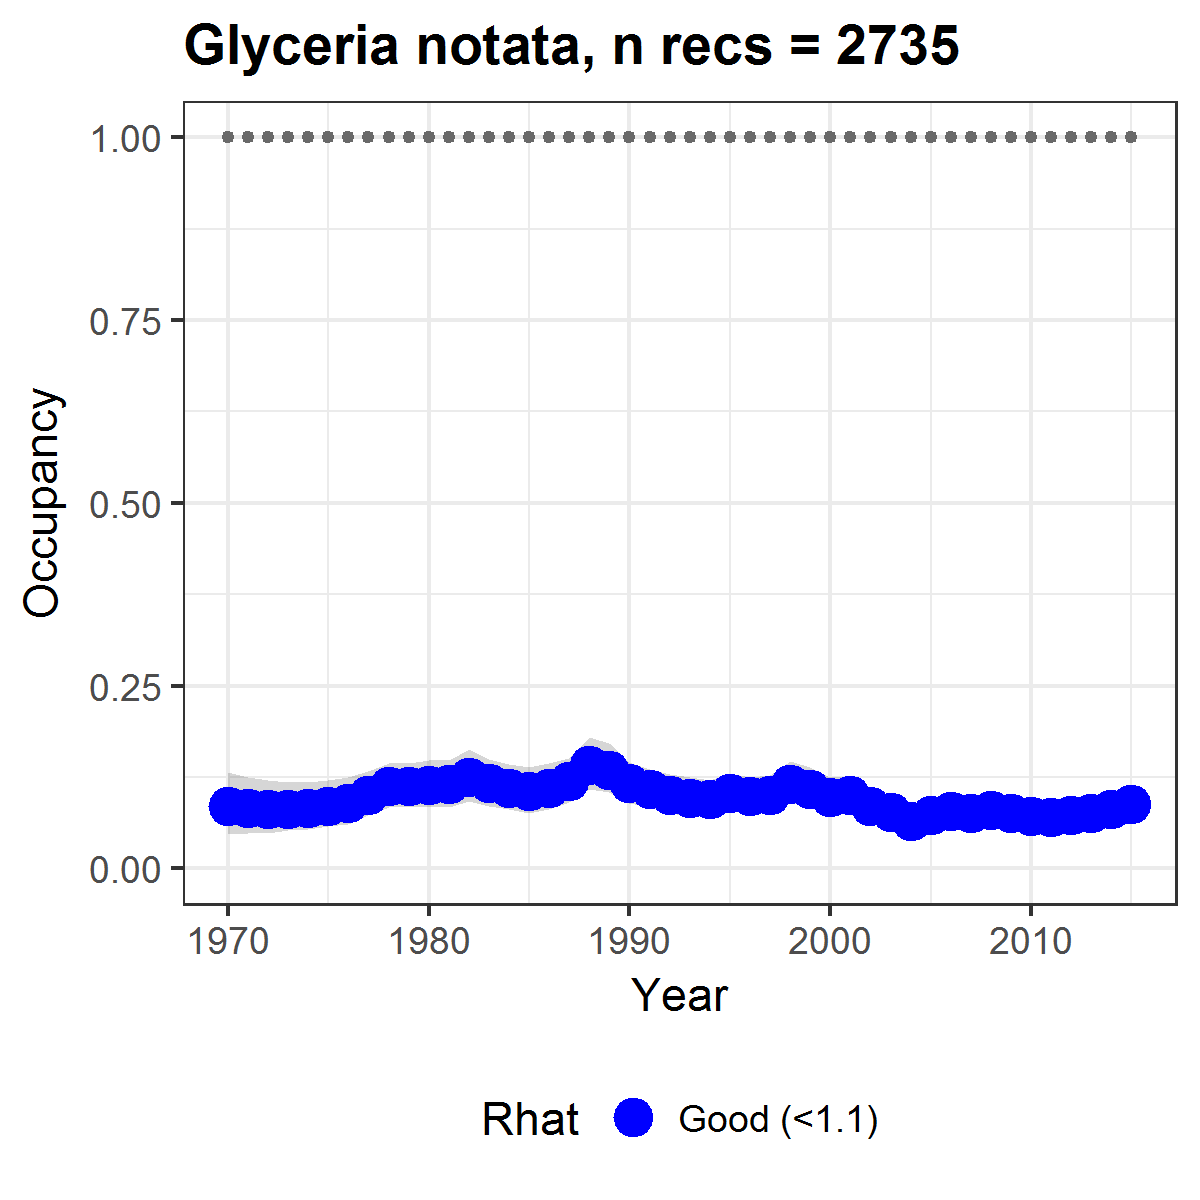 Glyceria notata, n recs = 2735
1.00
0.75
0.50
0.25
0.00
Occupancy
1970 1980 1990 2000 2010
Year
Rhat Good (<1.1)